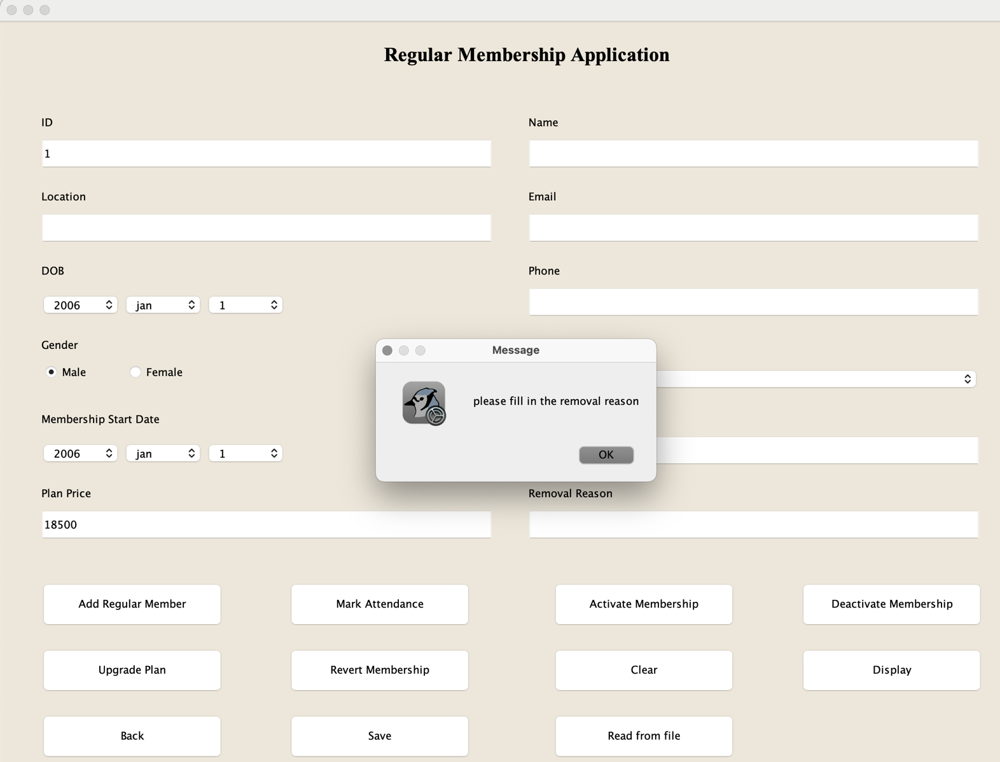 Regular Membership Application
ID
Name
1
Location
Email
DOB
Phone
2006 jan 1
Gender
Male Female
Message
please fill in the removal reason
OK
Membership Start Date
2006 jan 1
Plan Price
Removal Reason
18500
Add Regular Member
Mark Attendance
Activate Membership
Deactivate Membership
Upgrade Plan
Revert Membership
Clear
Display
Back
Save
Read from file